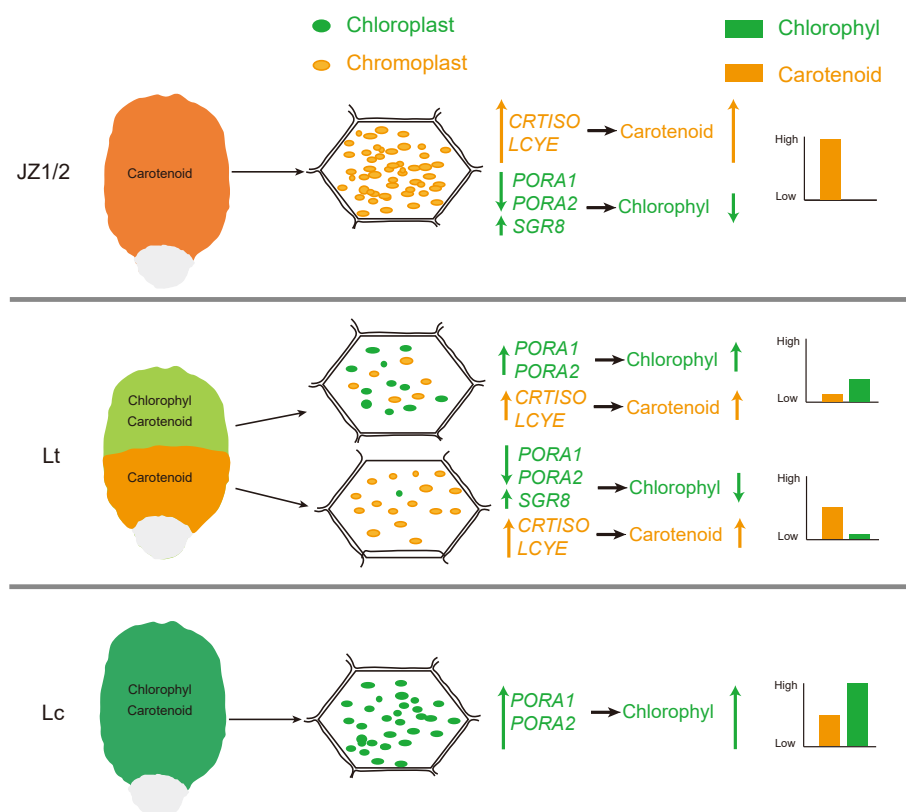 Chloroplast
Chromoplast
Chlorophyl
Carotenoid
JZ1/2
Carotenoid
CRTISO
LCYE
Carotenoid
PORA1
PORA2
SGR8
Chlorophyl
High
Low
Lt
Chlorophyl
Carotenoid
Carotenoid
PORA1
PORA2
Chlorophyl
CRTISO
LCYE
Carotenoid
High
Low
PORA1
PORA2
SGR8
Chlorophyl
CRTISO
LCYE
Carotenoid
High
Low
Lc
Chlorophyl
Carotenoid
PORA1
PORA2
Chlorophyl
High
Low